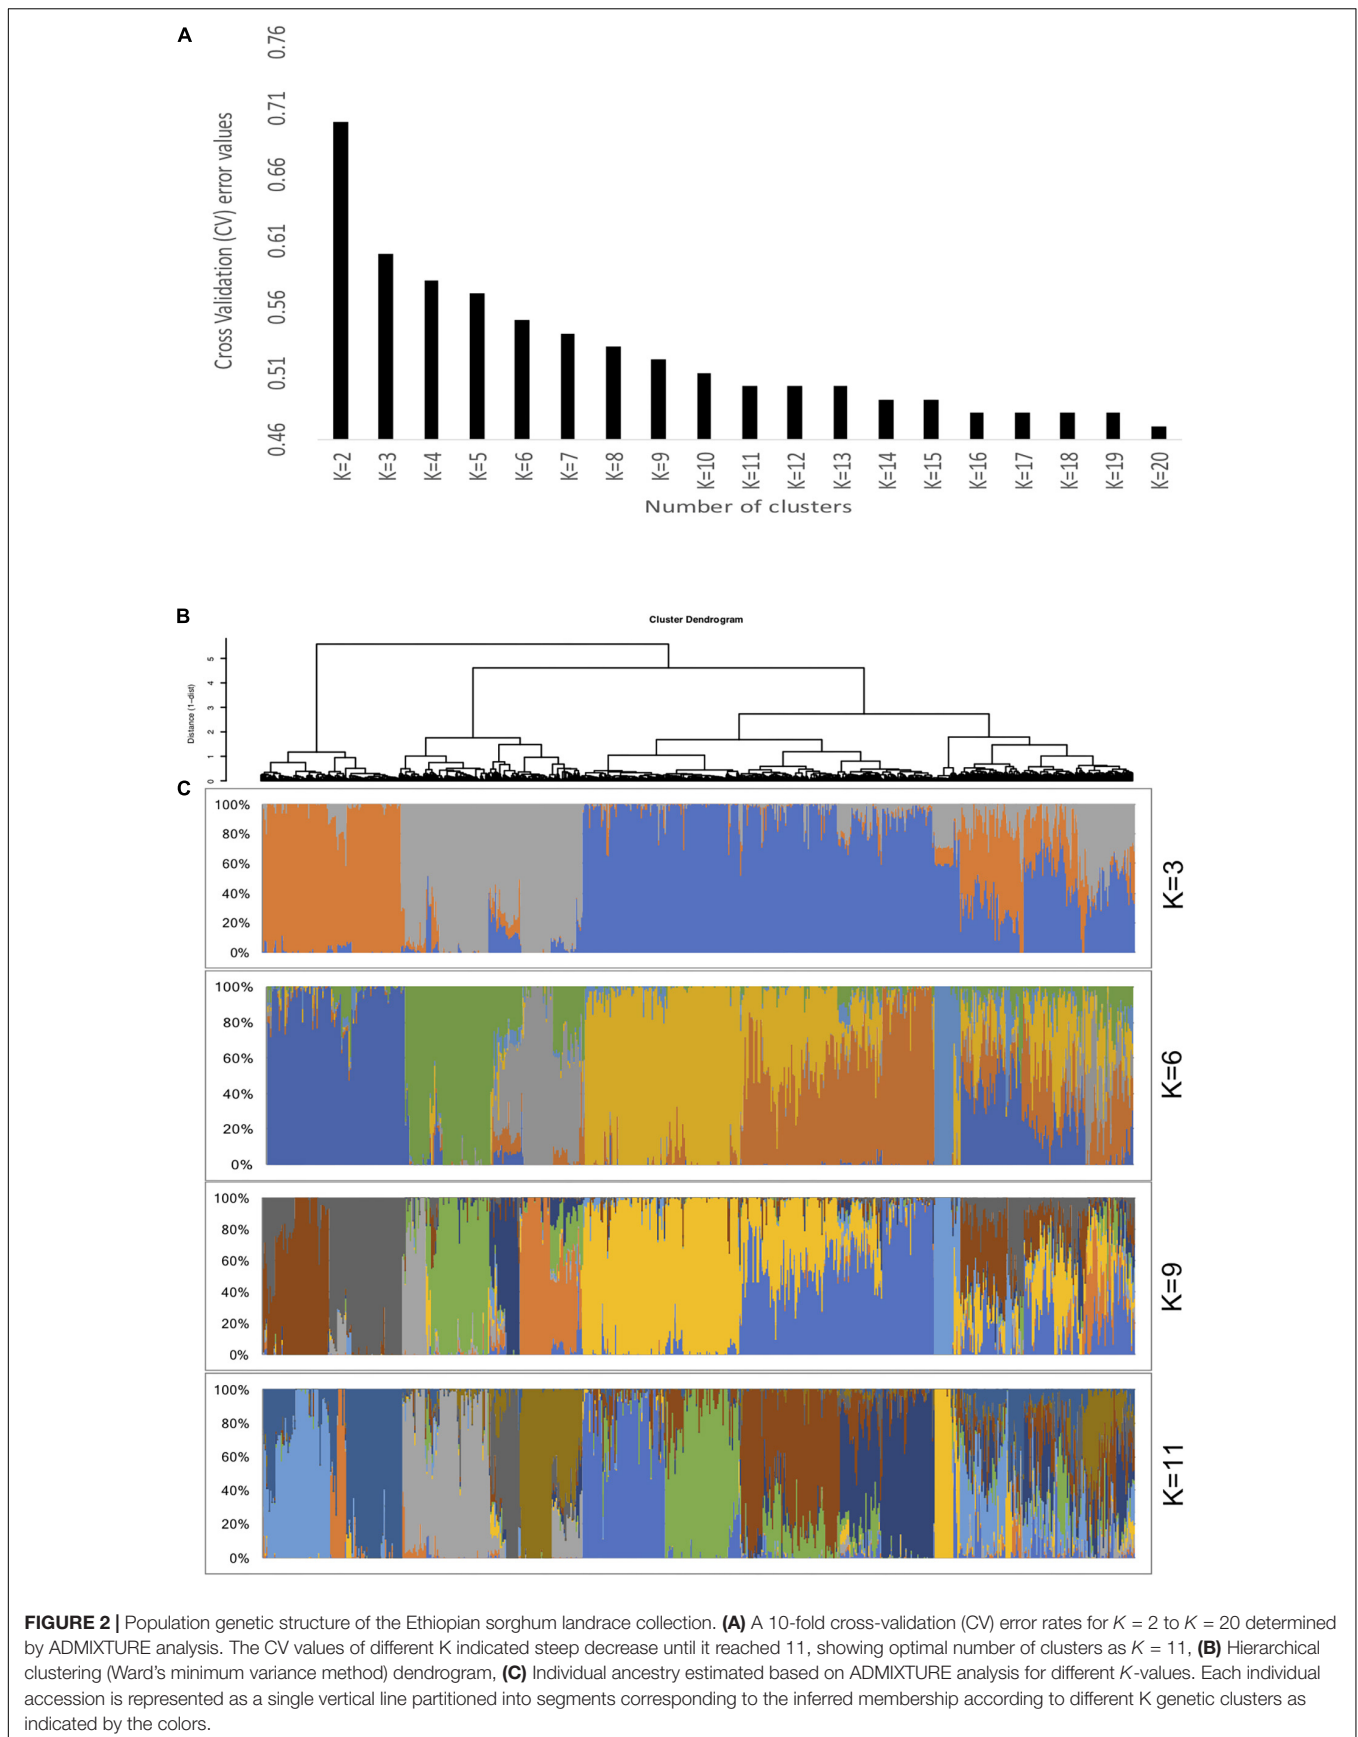 A
Cross Validation (CV) error values
0.76
0.71
0.66
0.61
0.56
0.51
0.46
K=2 K=3 K=4 K=5 K=6 K=7 K=8 K=9 K=10 K=11 K=12 K=13 K=14 K=15 K=16 K=17 K=18 K=19 K=20
Number of clusters
B
Cluster Dendrogram
Distance (1-dist)
5
4
3
2
1
0
C
100%
80%
60%
40%
20%
0%
K=3
100%
80%
60%
40%
20%
0%
K=6
100%
80%
60%
40%
20%
0%
K=9
100%
80%
60%
40%
20%
0%
K=11
FIGURE 2 | Population genetic structure of the Ethiopian sorghum landrace collection. (A) A 10-fold cross-validation (CV) error rates for K = 2 to K = 20 determined
by ADMIXTURE analysis. The CV values of different K indicated steep decrease until it reached 11, showing optimal number of clusters as K = 11, (B) Hierarchical
clustering (Ward's minimum variance method) dendrogram, (C) Individual ancestry estimated based on ADMIXTURE analysis for different K-values. Each individual
accession is represented as a single vertical line partitioned into segments corresponding to the inferred membership according to different K genetic clusters as
indicated by the colors.